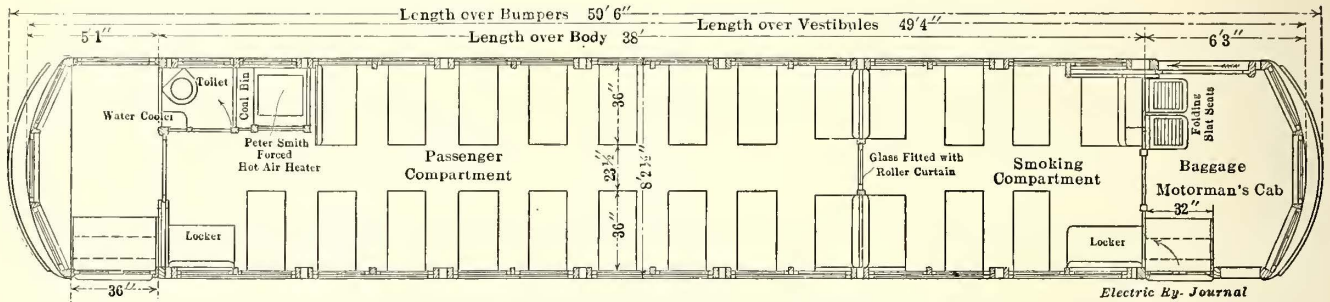 Length over Bumpers 50'6"
Length over Vestibules 49'4"
5'1"
Length over Body 38'
6'3"
Toilet
Coal Bin
Water Cooler
Peter Smith
Forced
Hot Air Heater
Passenger
Compartment
36"
23½"
36"
8'2½"
Glass Fitted with
Roller Curtain
Smoking
Compartment
Folding
Slat Seats
Baggage
Motorman's Cab
32"
Locker
Locker
36"
Electric Ry- Journal